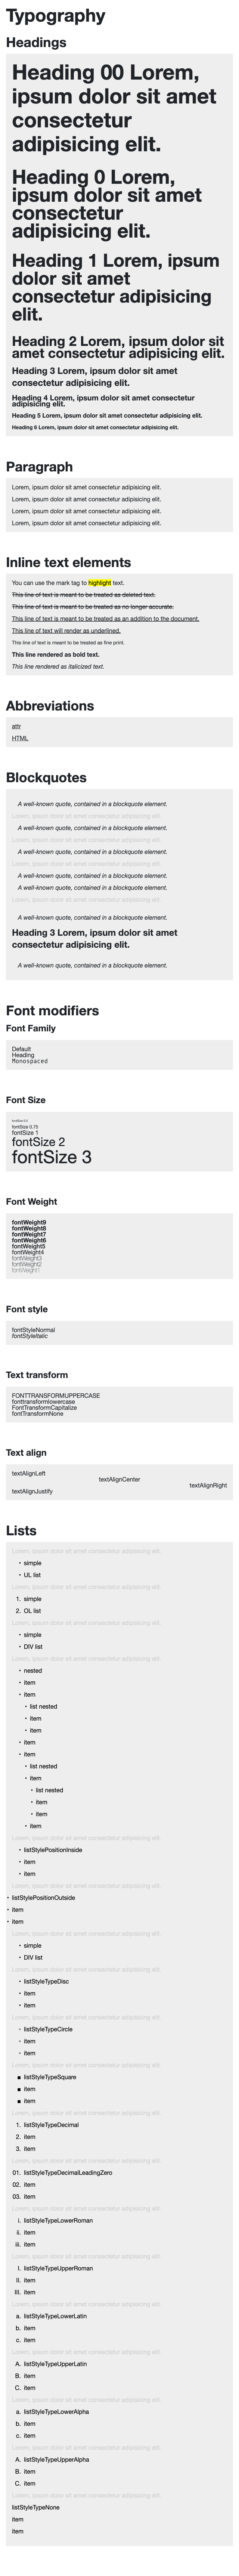 Typography
Headings
Heading 00 Lorem,
ipsum dolor sit amet
consectetur
adipisicing elit.
Heading 0 Lorem,
ipsum dolor sit amet
consectetur
adipisicing elit.
Heading 1 Lorem, ipsum
dolor sit amet
consectetur adipisicing
elit.
Heading 2 Lorem, ipsum dolor sit
amet consectetur adipisicing elit.
Heading 3 Lorem, ipsum dolor sit amet
consectetur adipisicing elit.
Heading 4 Lorem, ipsum dolor sit amet consectetur
adipisicing elit.
Heading 5 Lorem, ipsum dolor sit amet consectetur adipisicing elit.
Heading 6 Lorem, ipsum dolor sit amet consectetur adipisicing elit.
Paragraph
Lorem, ipsum dolor sit amet consectetur adipisicing elit.
Lorem, ipsum dolor sit amet consectetur adipisicing elit.
Lorem, ipsum dolor sit amet consectetur adipisicing elit.
Lorem, ipsum dolor sit amet consectetur adipisicing elit.
Inline text elements
You can use the mark tag to highlight text.
This line of text is meant to be treated as deleted text.
This line of text is meant to be treated as no longer accurate.
This line of text is meant to be treated as an addition to the document.
This line of text will render as underlined.
This line of text is meant to be treated as fine print.
This line rendered as bold text.
This line rendered as italicized text.
Abbreviations
attr
HTML
Blockquotes
A well-known quote, contained in a blockquote element.
Lorem, ipsum dolor sit amet consectetur adipisicing elit.
A well-known quote, contained in a blockquote element.
Lorem, ipsum dolor sit amet consectetur adipisicing elit.
A well-known quote, contained in a blockquote element.
Lorem, ipsum dolor sit amet consectetur adipisicing elit.
A well-known quote, contained in a blockquote element.
A well-known quote, contained in a blockquote element.
Lorem, ipsum dolor sit amet consectetur adipisicing elit.
A well-known quote, contained in a blockquote element.
Heading 3 Lorem, ipsum dolor sit amet
consectetur adipisicing elit.
A well-known quote, contained in a blockquote element.
Font modifiers
Font Family
Default
Heading
Monospaced
Font Size
fontSize 0.5
fontSize 0.75
fontSize 1
fontSize 2
fontSize 3
Font Weight
fontWeight9
fontWeight8
fontWeight7
fontWeight6
fontWeight5
fontWeight4
fontWeight3
fontWeight2
fontWeight1
Font style
fontStyleNormal
fontStyleItalic
Text transform
FONTTRANSFORMUPPERCASE
fonttransformlowercase
FontTransformCapitalize
fontTransformNone
Text align
textAlignLeft
textAlignCenter
textAlignRight
textAlignJustify
Lists
Lorem, ipsum dolor sit amet consectetur adipisicing elit.
• simple
• UL list
Lorem, ipsum dolor sit amet consectetur adipisicing elit.
1. simple
2. OL list
Lorem, ipsum dolor sit amet consectetur adipisicing elit.
• simple
• DIV list
Lorem, ipsum dolor sit amet consectetur adipisicing elit.
• nested
• item
• item
• list nested
• item
• item
• item
• item
• list nested
• item
• list nested
• item
• item
• item
Lorem, ipsum dolor sit amet consectetur adipisicing elit.
• listStylePositionInside
• item
• item
Lorem, ipsum dolor sit amet consectetur adipisicing elit.
• listStylePositionOutside
• item
• item
Lorem, ipsum dolor sit amet consectetur adipisicing elit.
• simple
• DIV list
Lorem, ipsum dolor sit amet consectetur adipisicing elit.
• listStyleTypeDisc
• item
• item
Lorem, ipsum dolor sit amet consectetur adipisicing elit.
◦ listStyleTypeCircle
◦ item
◦ item
Lorem, ipsum dolor sit amet consectetur adipisicing elit.
▪ listStyleTypeSquare
▪ item
▪ item
Lorem, ipsum dolor sit amet consectetur adipisicing elit.
1. listStyleTypeDecimal
2. item
3. item
Lorem, ipsum dolor sit amet consectetur adipisicing elit.
01. listStyleTypeDecimalLeadingZero
02. item
03. item
Lorem, ipsum dolor sit amet consectetur adipisicing elit.
i. listStyleTypeLowerRoman
ii. item
iii. item
Lorem, ipsum dolor sit amet consectetur adipisicing elit.
I. listStyleTypeUpperRoman
II. item
III. item
Lorem, ipsum dolor sit amet consectetur adipisicing elit.
a. listStyleTypeLowerLatin
b. item
c. item
Lorem, ipsum dolor sit amet consectetur adipisicing elit.
A. listStyleTypeUpperLatin
B. item
C. item
Lorem, ipsum dolor sit amet consectetur adipisicing elit.
a. listStyleTypeLowerAlpha
b. item
c. item
Lorem, ipsum dolor sit amet consectetur adipisicing elit.
A. listStyleTypeUpperAlpha
B. item
C. item
Lorem, ipsum dolor sit amet consectetur adipisicing elit.
listStyleTypeNone
item
item